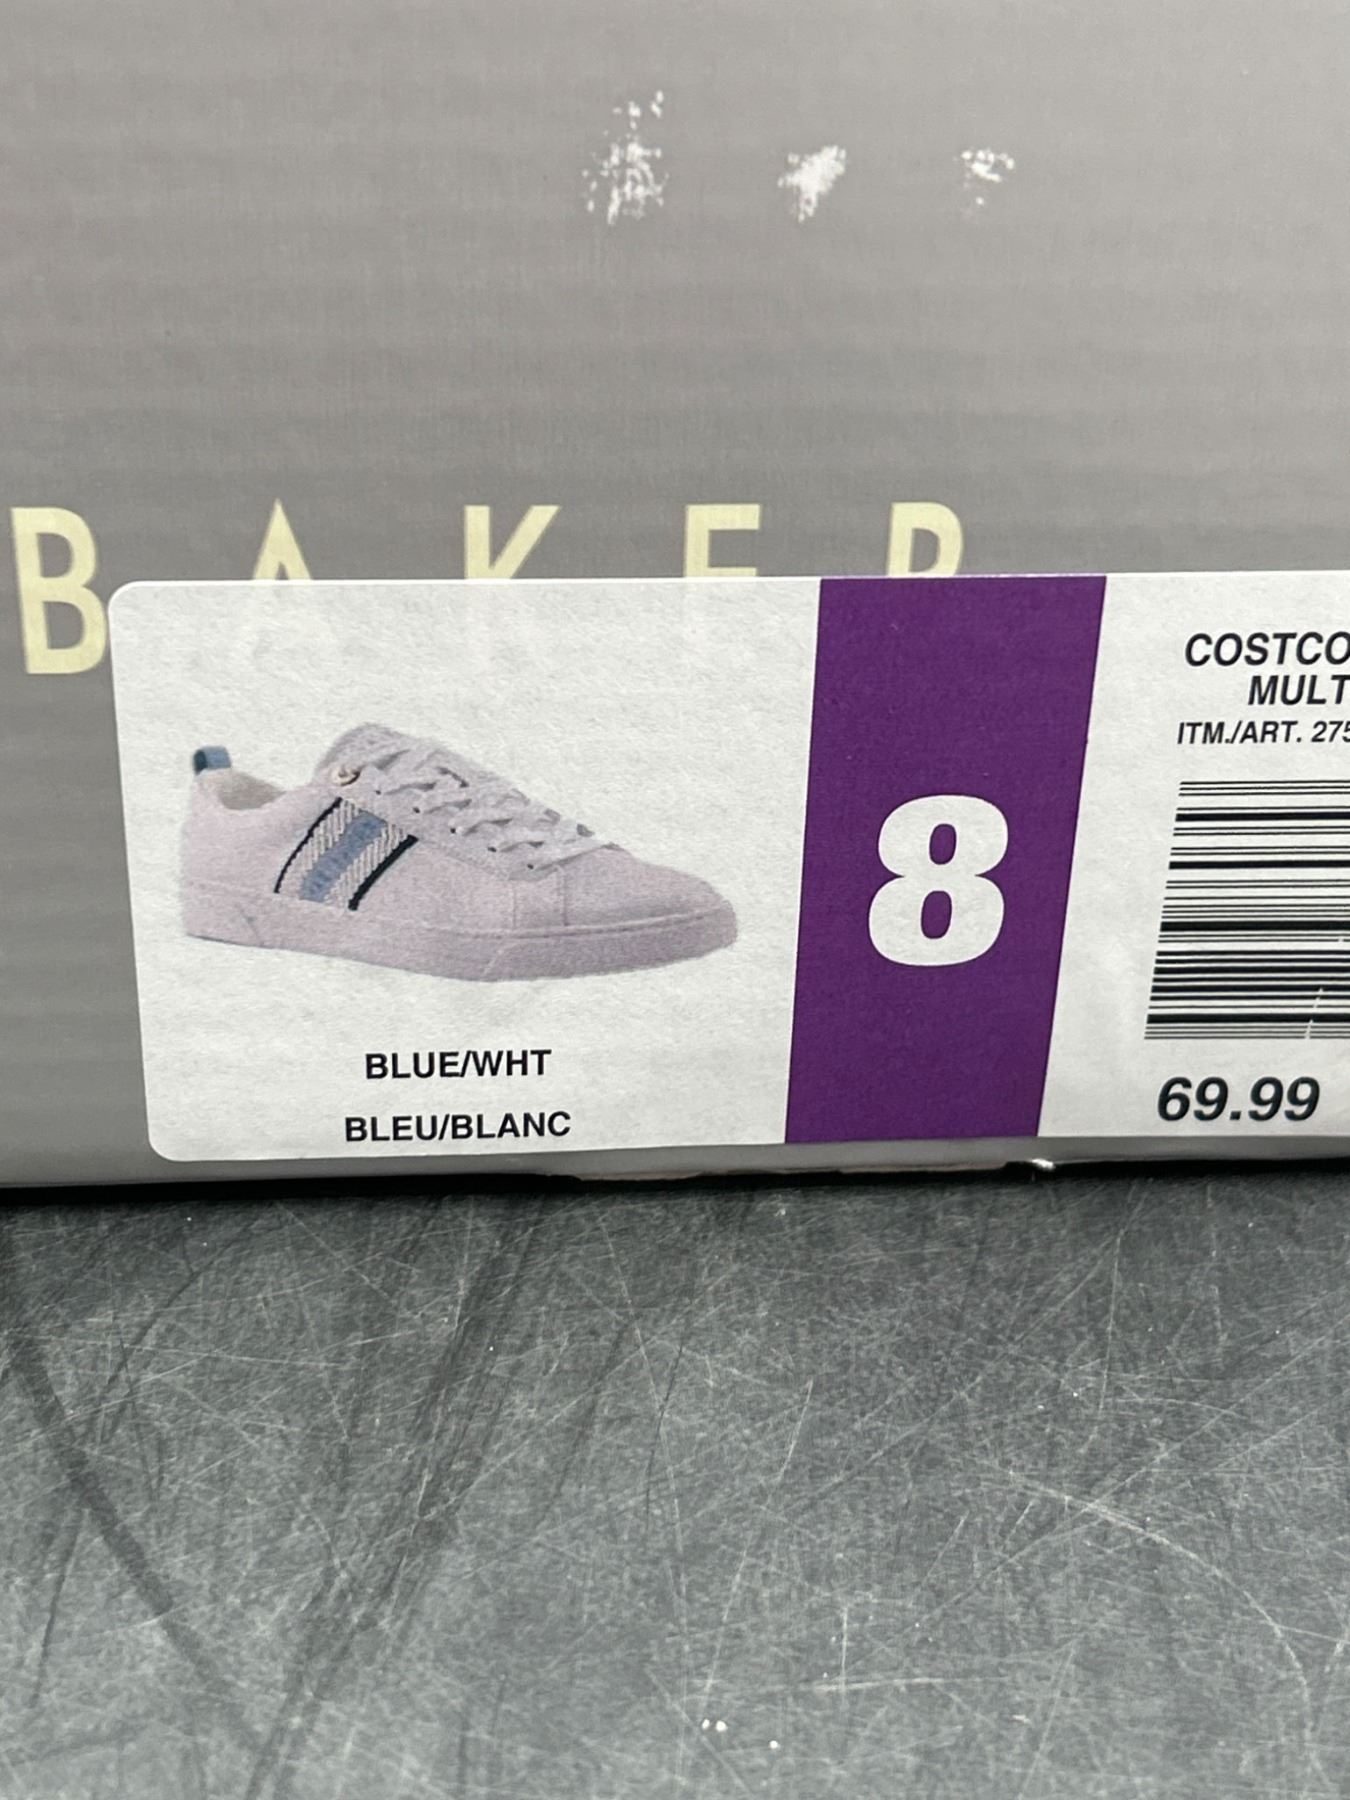 BAKER
8
COSTCO
MULT
ITM./ART. 275
69.99
BLUE/WHT
BLEU/BLANC